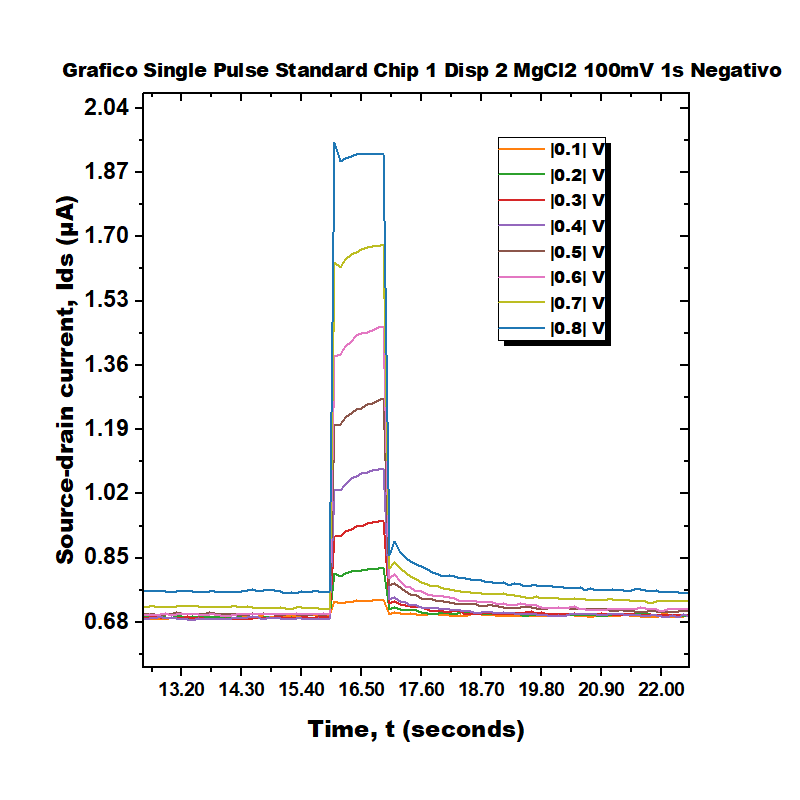 Grafico Single Pulse Standard Chip 1 Disp 2 MgCl2 100mV 1s Negativo
2.04
1.87
1.70
1.53
1.36
1.19
1.02
0.85
0.68
Source-drain current, Ids (µA)
|0.1| V
|0.2| V
|0.3| V
|0.4| V
|0.5| V
|0.6| V
|0.7| V
|0.8| V
13.20 14.30 15.40 16.50 17.60 18.70 19.80 20.90 22.00
Time, t (seconds)